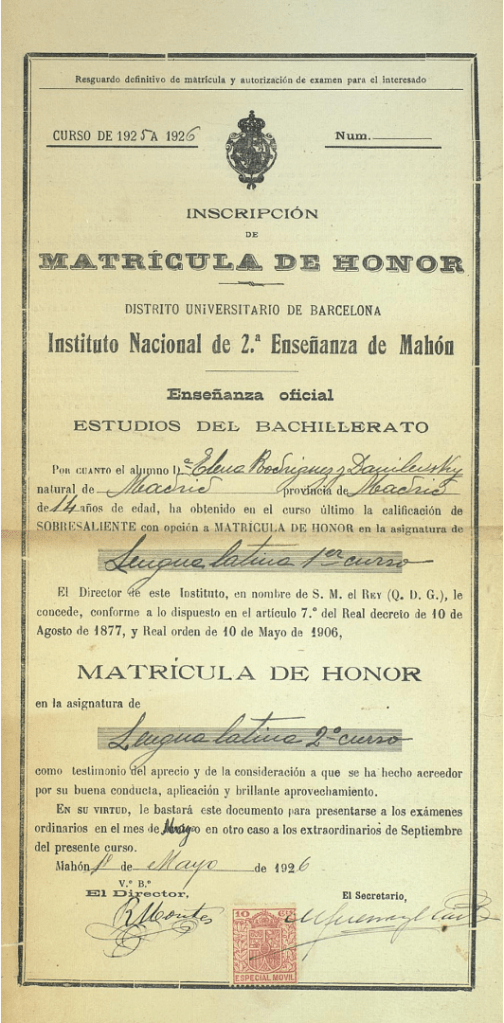 Resguardo definitivo de matrícula y autorización de examen para el interesado
CURSO DE 1925 A 1926
Num.
INSCRIPCIÓN
DE
MATRÍCULA DE HONOR
DISTRITO UNIVERSITARIO DE BARCELONA
Instituto Nacional de 2.ª Enseñanza de Mahón
Enseñanza oficial
ESTUDIOS DEL BACHILLERATO
POR CUANTO el alumno D.ª Elena Rodriguez y Danilewsky
natural de Madrid provincia de Madrid
de 14 años de edad, ha obtenido en el curso último la calificación de
SOBRESALIENTE con opción a MATRÍCULA DE HONOR en la asignatura de
Lengua latina 1er curso
El Director de este Instituto, en nombre de S. M. el REY (Q. D. G.), le
concede, conforme a lo dispuesto en el artículo 7.º del Real decreto de 10 de
Agosto de 1877, y Real orden de 10 de Mayo de 1906,
MATRÍCULA DE HONOR
en la asignatura de
Lengua latina 2º curso
como testimonio del aprecio y de la consideración a que se ha hecho acreedor
por su buena conducta, aplicación y brillante aprovechamiento.
EN SU VIRTUD, le bastará este documento para presentarse a los exámenes
ordinarios en el mes de Mayo o en otro caso a los extraordinarios de Septiembre
del presente curso.
Mahón 1º de Mayo de 1926
V.º B.º
El Director,
El Secretario,
R Montes
10 Cs
ESPECIAL MOVIL